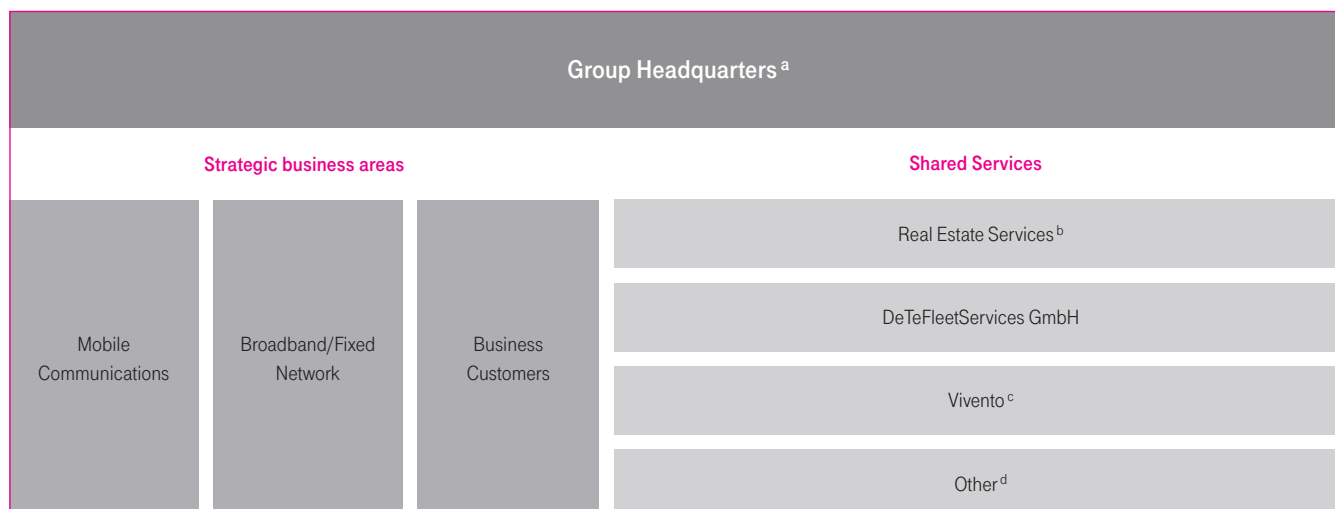 Group Headquarters a
Strategic business areas
Shared Services
Mobile
Communications
Broadband/Fixed
Network
Business
Customers
Real Estate Services b
DeTeFleetServices GmbH
Vivento c
Other d